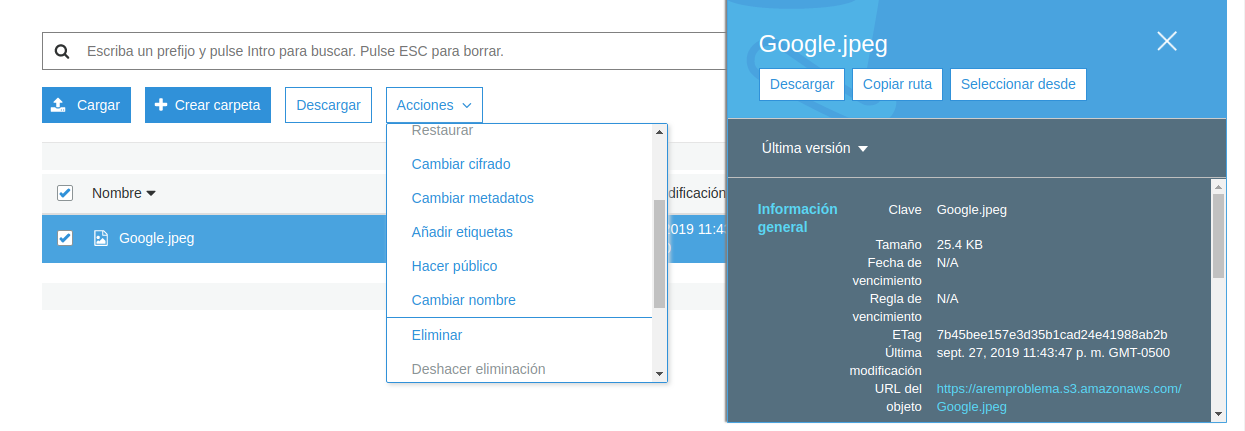 Escriba un prefijo y pulse Intro para buscar. Pulse ESC para borrar.
Cargar
Crear carpeta
Descargar
Acciones
Restaurar
Cambiar cifrado
Cambiar metadatos
Añadir etiquetas
Hacer público
Cambiar nombre
Eliminar
Deshacer eliminación
Nombre
Google.jpeg
Google.jpeg
Descargar
Copiar ruta
Seleccionar desde
Última versión
Información
general
Clave Google.jpeg
Tamaño 25.4 KB
Fecha de N/A
vencimiento
Regla de N/A
vencimiento
ETag 7b45bee157e3d35b1cad24e41988ab2b
Última sept. 27, 2019 11:43:47 p. m. GMT-0500
modificación
URL del https://aremproblema.s3.amazonaws.com/
objeto Google.jpeg